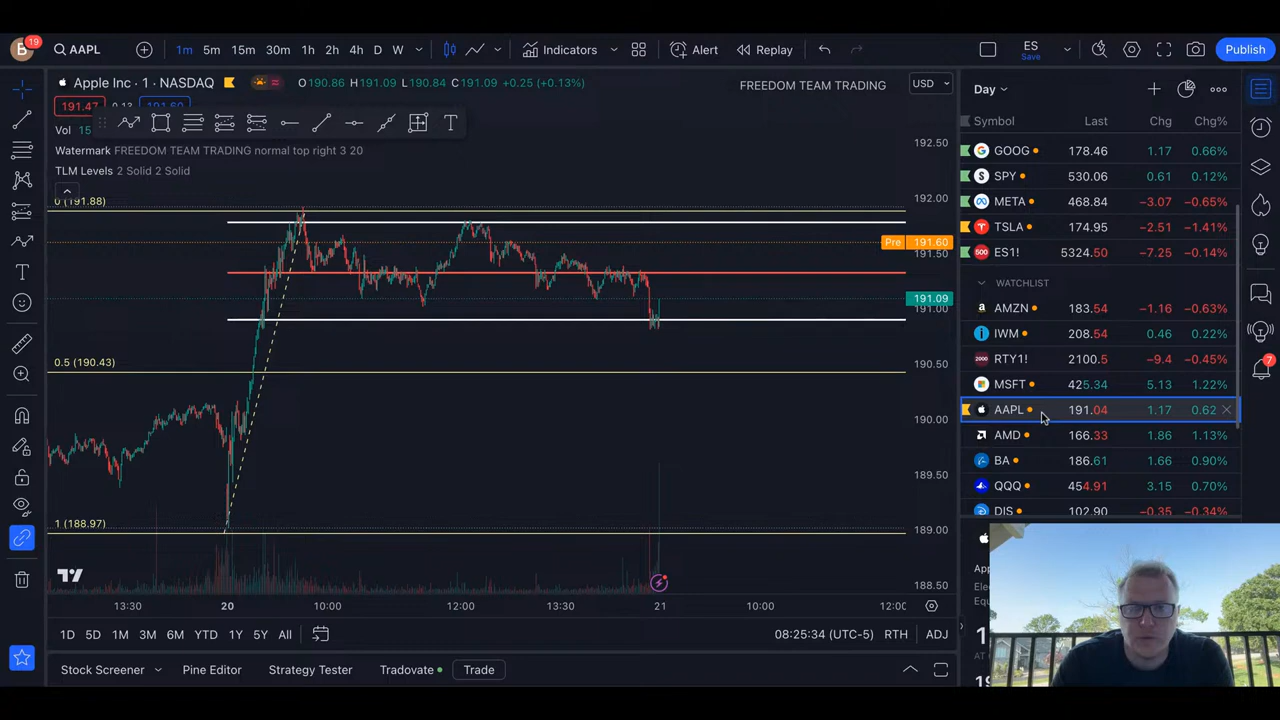 B 19 AAPL 1m 5m 15m 30m 1h 2h 4h D W Indicators Alert Replay ES Save Publish
Apple Inc · 1 · NASDAQ O190.86 H191.09 L190.84 C191.09 +0.25 (+0.13%) FREEDOM TEAM TRADING USD
191.47 0.13 191.60
Vol 15
Watermark FREEDOM TEAM TRADING normal top right 3 20
TLM Levels 2 Solid 2 Solid
0 (191.88)
0.5 (190.43)
1 (188.97)
192.50
192.00
Pre 191.60
191.50
191.09
191.00
190.50
190.00
189.50
189.00
188.50
13:30 20 10:00 12:00 13:30 21 10:00 12:00
1D 5D 1M 3M 6M YTD 1Y 5Y All 08:25:34 (UTC-5) RTH ADJ
Stock Screener Pine Editor Strategy Tester Tradovate Trade
Day
Symbol Last Chg Chg%
GOOG 178.46 1.17 0.66%
SPY 530.06 0.61 0.12%
META 468.84 −3.07 −0.65%
TSLA 174.95 −2.51 −1.41%
500 ES1! 5324.50 −7.25 −0.14%
WATCHLIST
AMZN 183.54 −1.16 −0.63%
IWM 208.54 0.46 0.22%
2000 RTY1! 2100.5 −9.4 −0.45%
MSFT 425.34 5.13 1.22%
AAPL 191.04 1.17 0.62
AMD 166.33 1.86 1.13%
BA 186.61 1.66 0.90%
QQQ 454.91 3.15 0.70%
DIS 102.90 −0.35 −0.34%
7